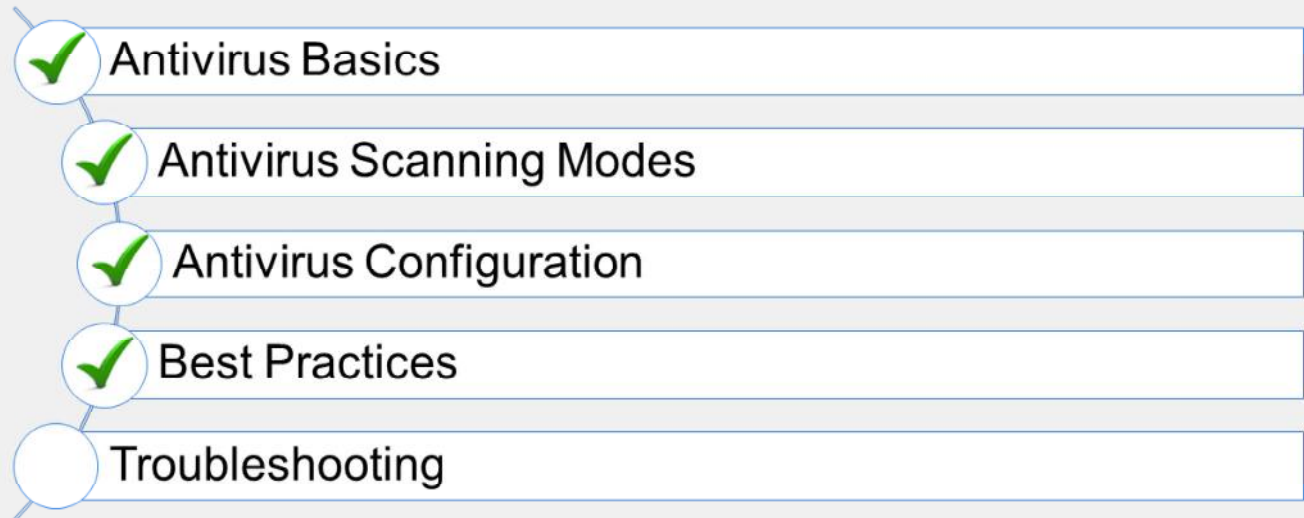 Antivirus Basics
Antivirus Scanning Modes
Antivirus Configuration
Best Practices
Troubleshooting